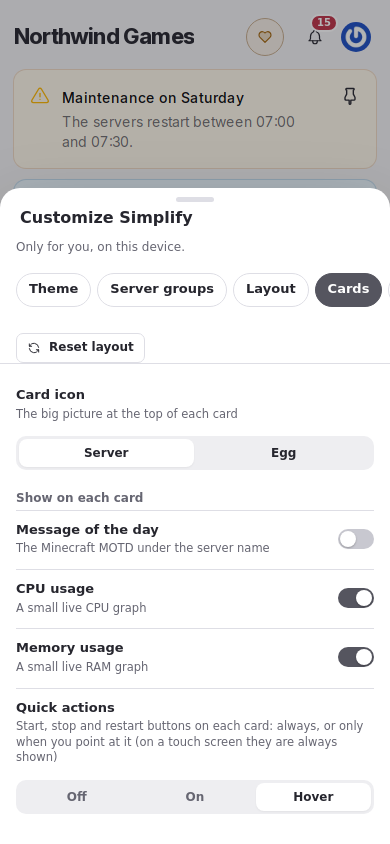 Northwind Games
15
Maintenance on Saturday
The servers restart between 07:00
and 07:30.
Customize Simplify
Only for you, on this device.
Theme
Server groups
Layout
Cards
Reset layout
Card icon
The big picture at the top of each card
Server
Egg
Show on each card
Message of the day
The Minecraft MOTD under the server name
CPU usage
A small live CPU graph
Memory usage
A small live RAM graph
Quick actions
Start, stop and restart buttons on each card: always, or only
when you point at it (on a touch screen they are always
shown)
Off
On
Hover